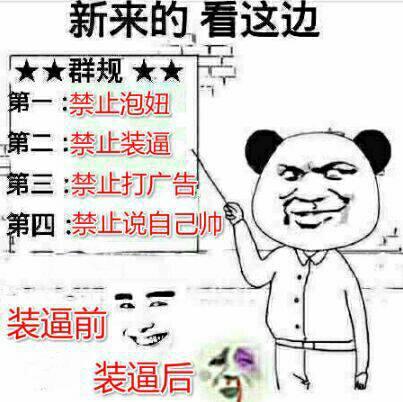 新来的 看这边
★★群规 ★★
第一 :禁止泡妞
第二 :禁止装逼
第三 :禁止打广告
第四 :禁止说自己帅
装逼前
装逼后